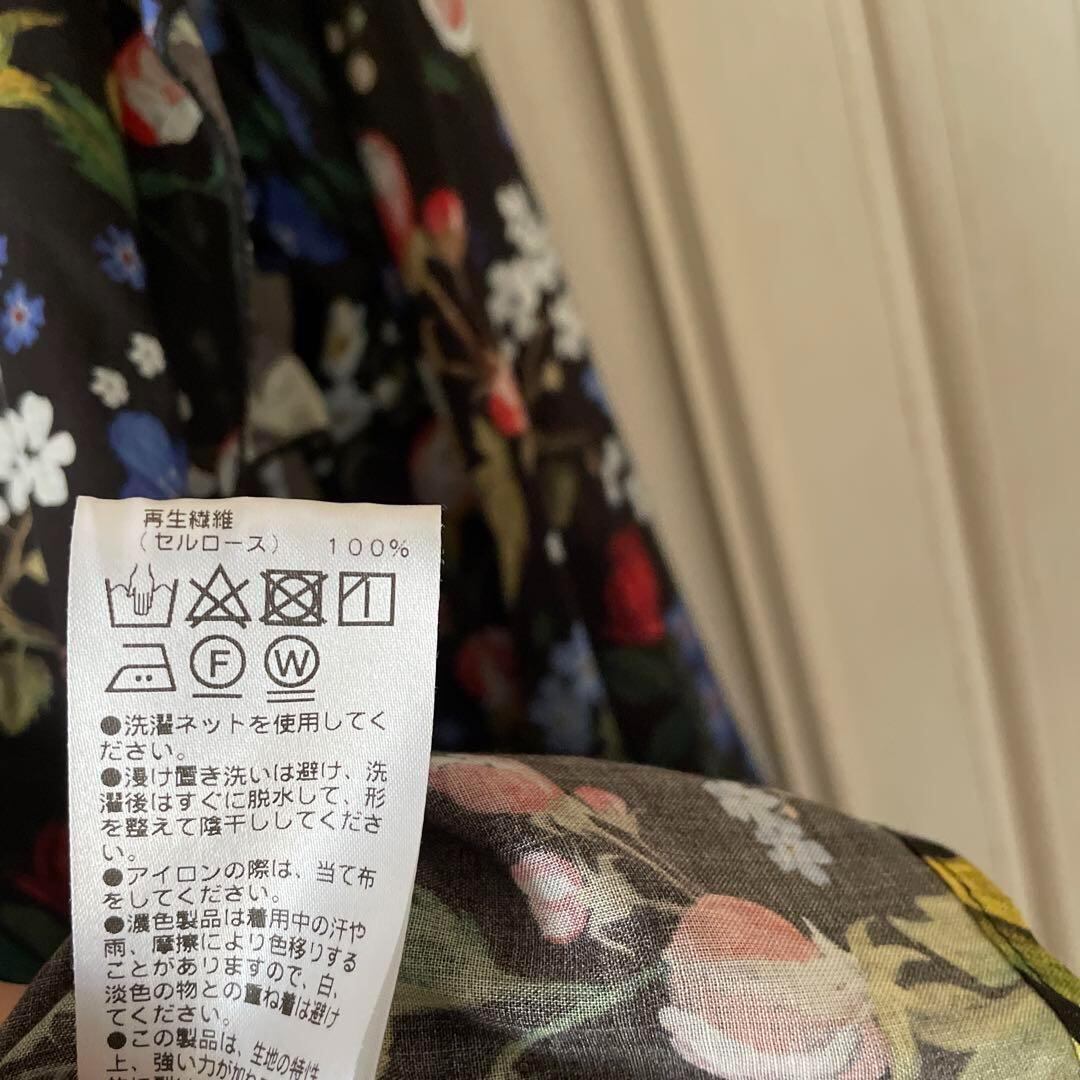 再生繊維
(セルロース) 100%
F W
●洗濯ネットを使用してく
ださい。
●浸け置き洗いは避け、洗
濯後はすぐに脱水して、形
を整えて陰干ししてくださ
い。
●アイロンの際は、当て布
をしてください。
●濃色製品は着用中の汗や
雨、摩擦により色移りする
ことがありますので、白、
淡色の物との重ね着は避け
てください。
●この製品は、生地の特性
上、強い力が加わ